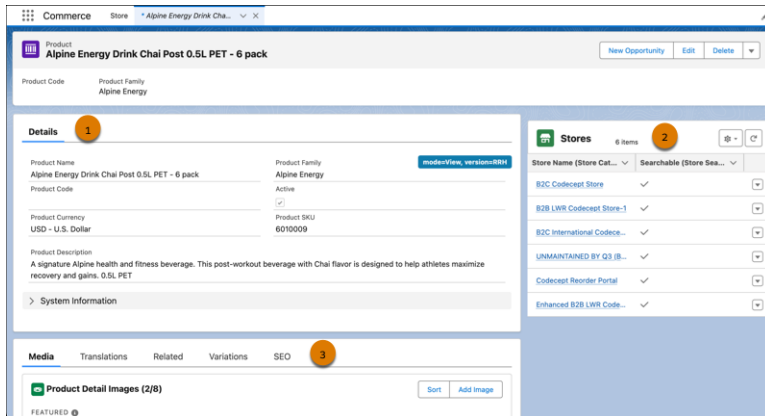 Commerce Store * Alpine Energy Drink Cha...
Product
Alpine Energy Drink Chai Post 0.5L PET - 6 pack
New Opportunity Edit Delete
Product Code Product Family
Alpine Energy
Details 1
mode=View, version=RRH
Product Name Product Family
Alpine Energy Drink Chai Post 0.5L PET - 6 pack Alpine Energy
Product Code Active
Product Currency Product SKU
USD - U.S. Dollar 6010009
Product Description
A signature Alpine health and fitness beverage. This post-workout beverage with Chai flavor is designed to help athletes maximize
recovery and gains. 0.5L PET
System Information
Stores 6 items 2
Store Name (Store Cat... Searchable (Store Sea...
B2C Codecept Store
B2B LWR Codecept Store-1
B2C International Codece...
UNMAINTAINED BY Q3 (B...
Codecept Reorder Portal
Enhanced B2B LWR Code...
Media Translations Related Variations SEO 3
Product Detail Images (2/8) Sort Add Image
FEATURED